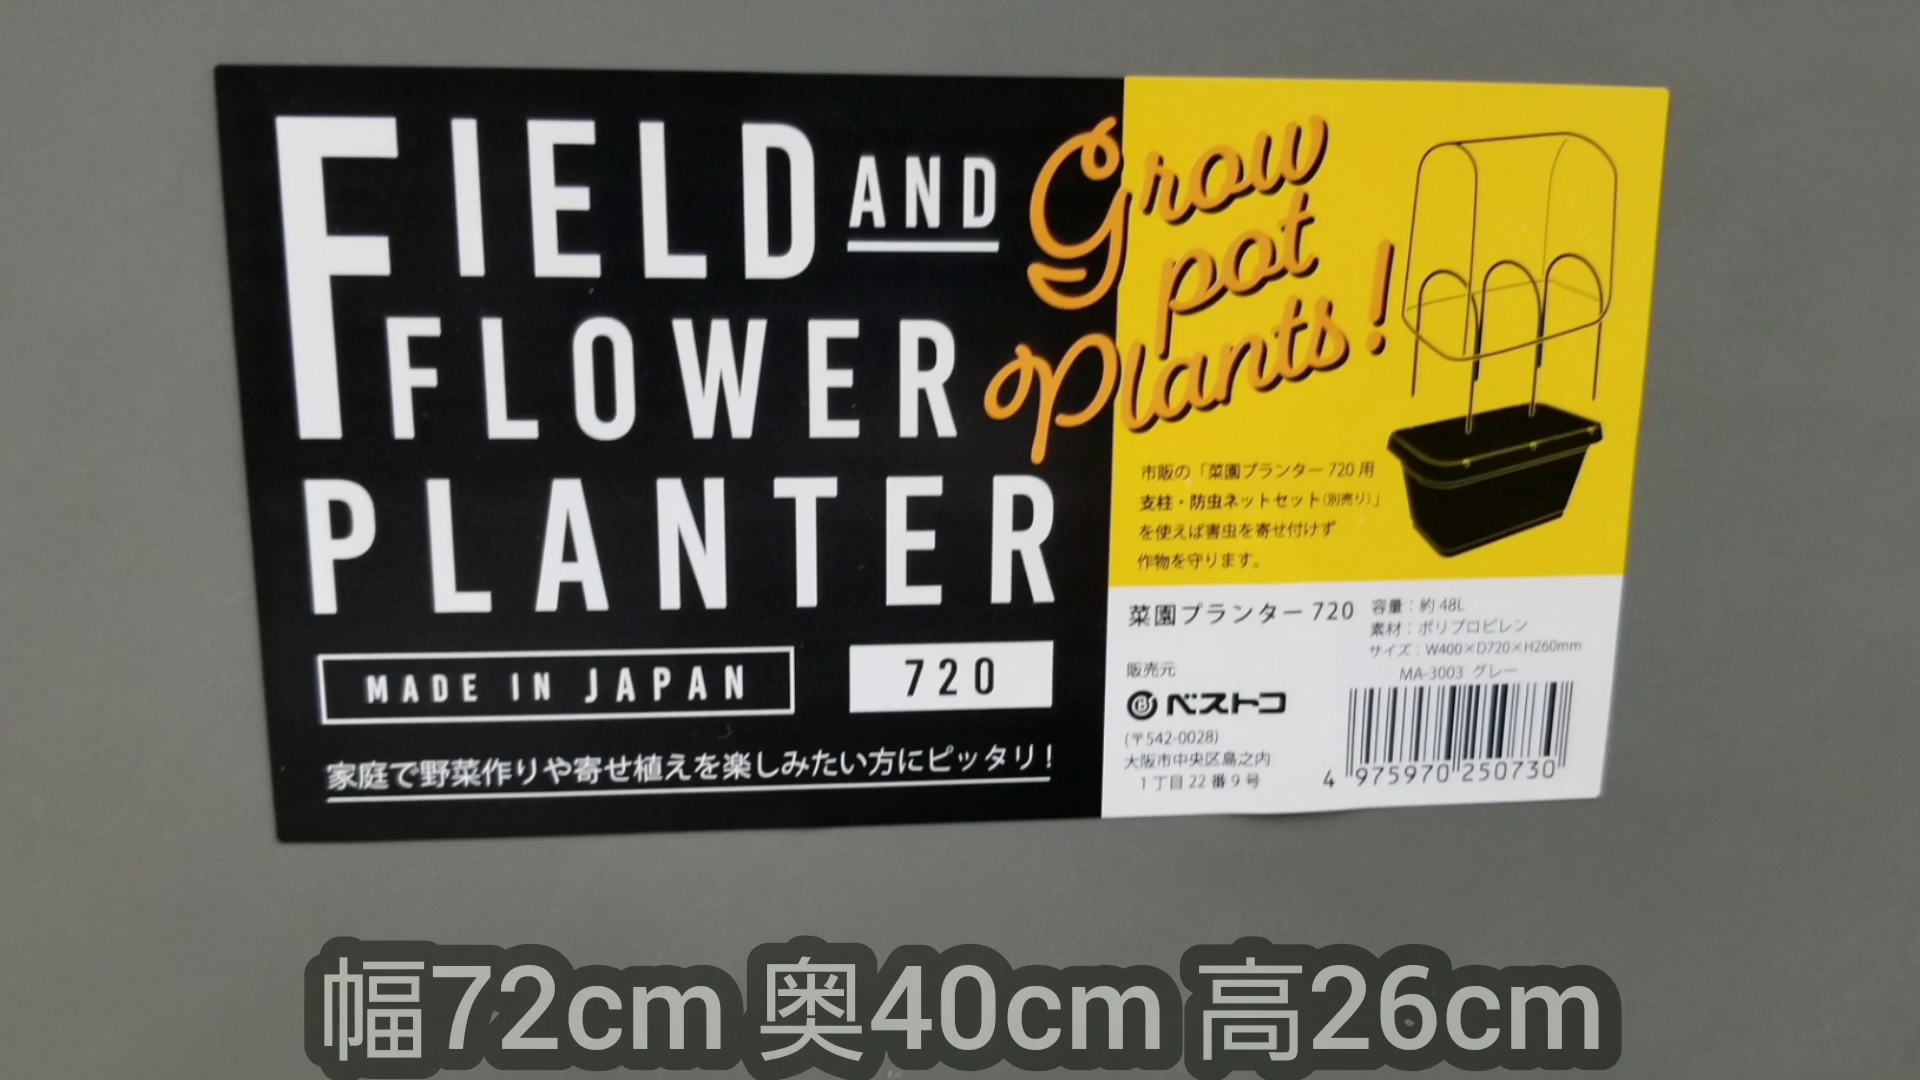 FIELD AND
FLOWER
PLANTER
MADE IN JAPAN
720
家庭で野菜作りや寄せ植えを楽しみたい方にピッタリ!
Grow
pot
Plants!
市販の「菜園プランター720用
支柱・防虫ネットセット(別売り)」
を使えば害虫を寄せ付けず
作物を守ります。
菜園プランター720
容量:約48L
素材:ポリプロピレン
サイズ:W400×D720×H260mm
MA-3003 グレー
販売元
ベストコ
(〒542-0028)
大阪市中央区島之内
1丁目22番9号
4 975970 250730
幅72cm 奥40cm 高26cm